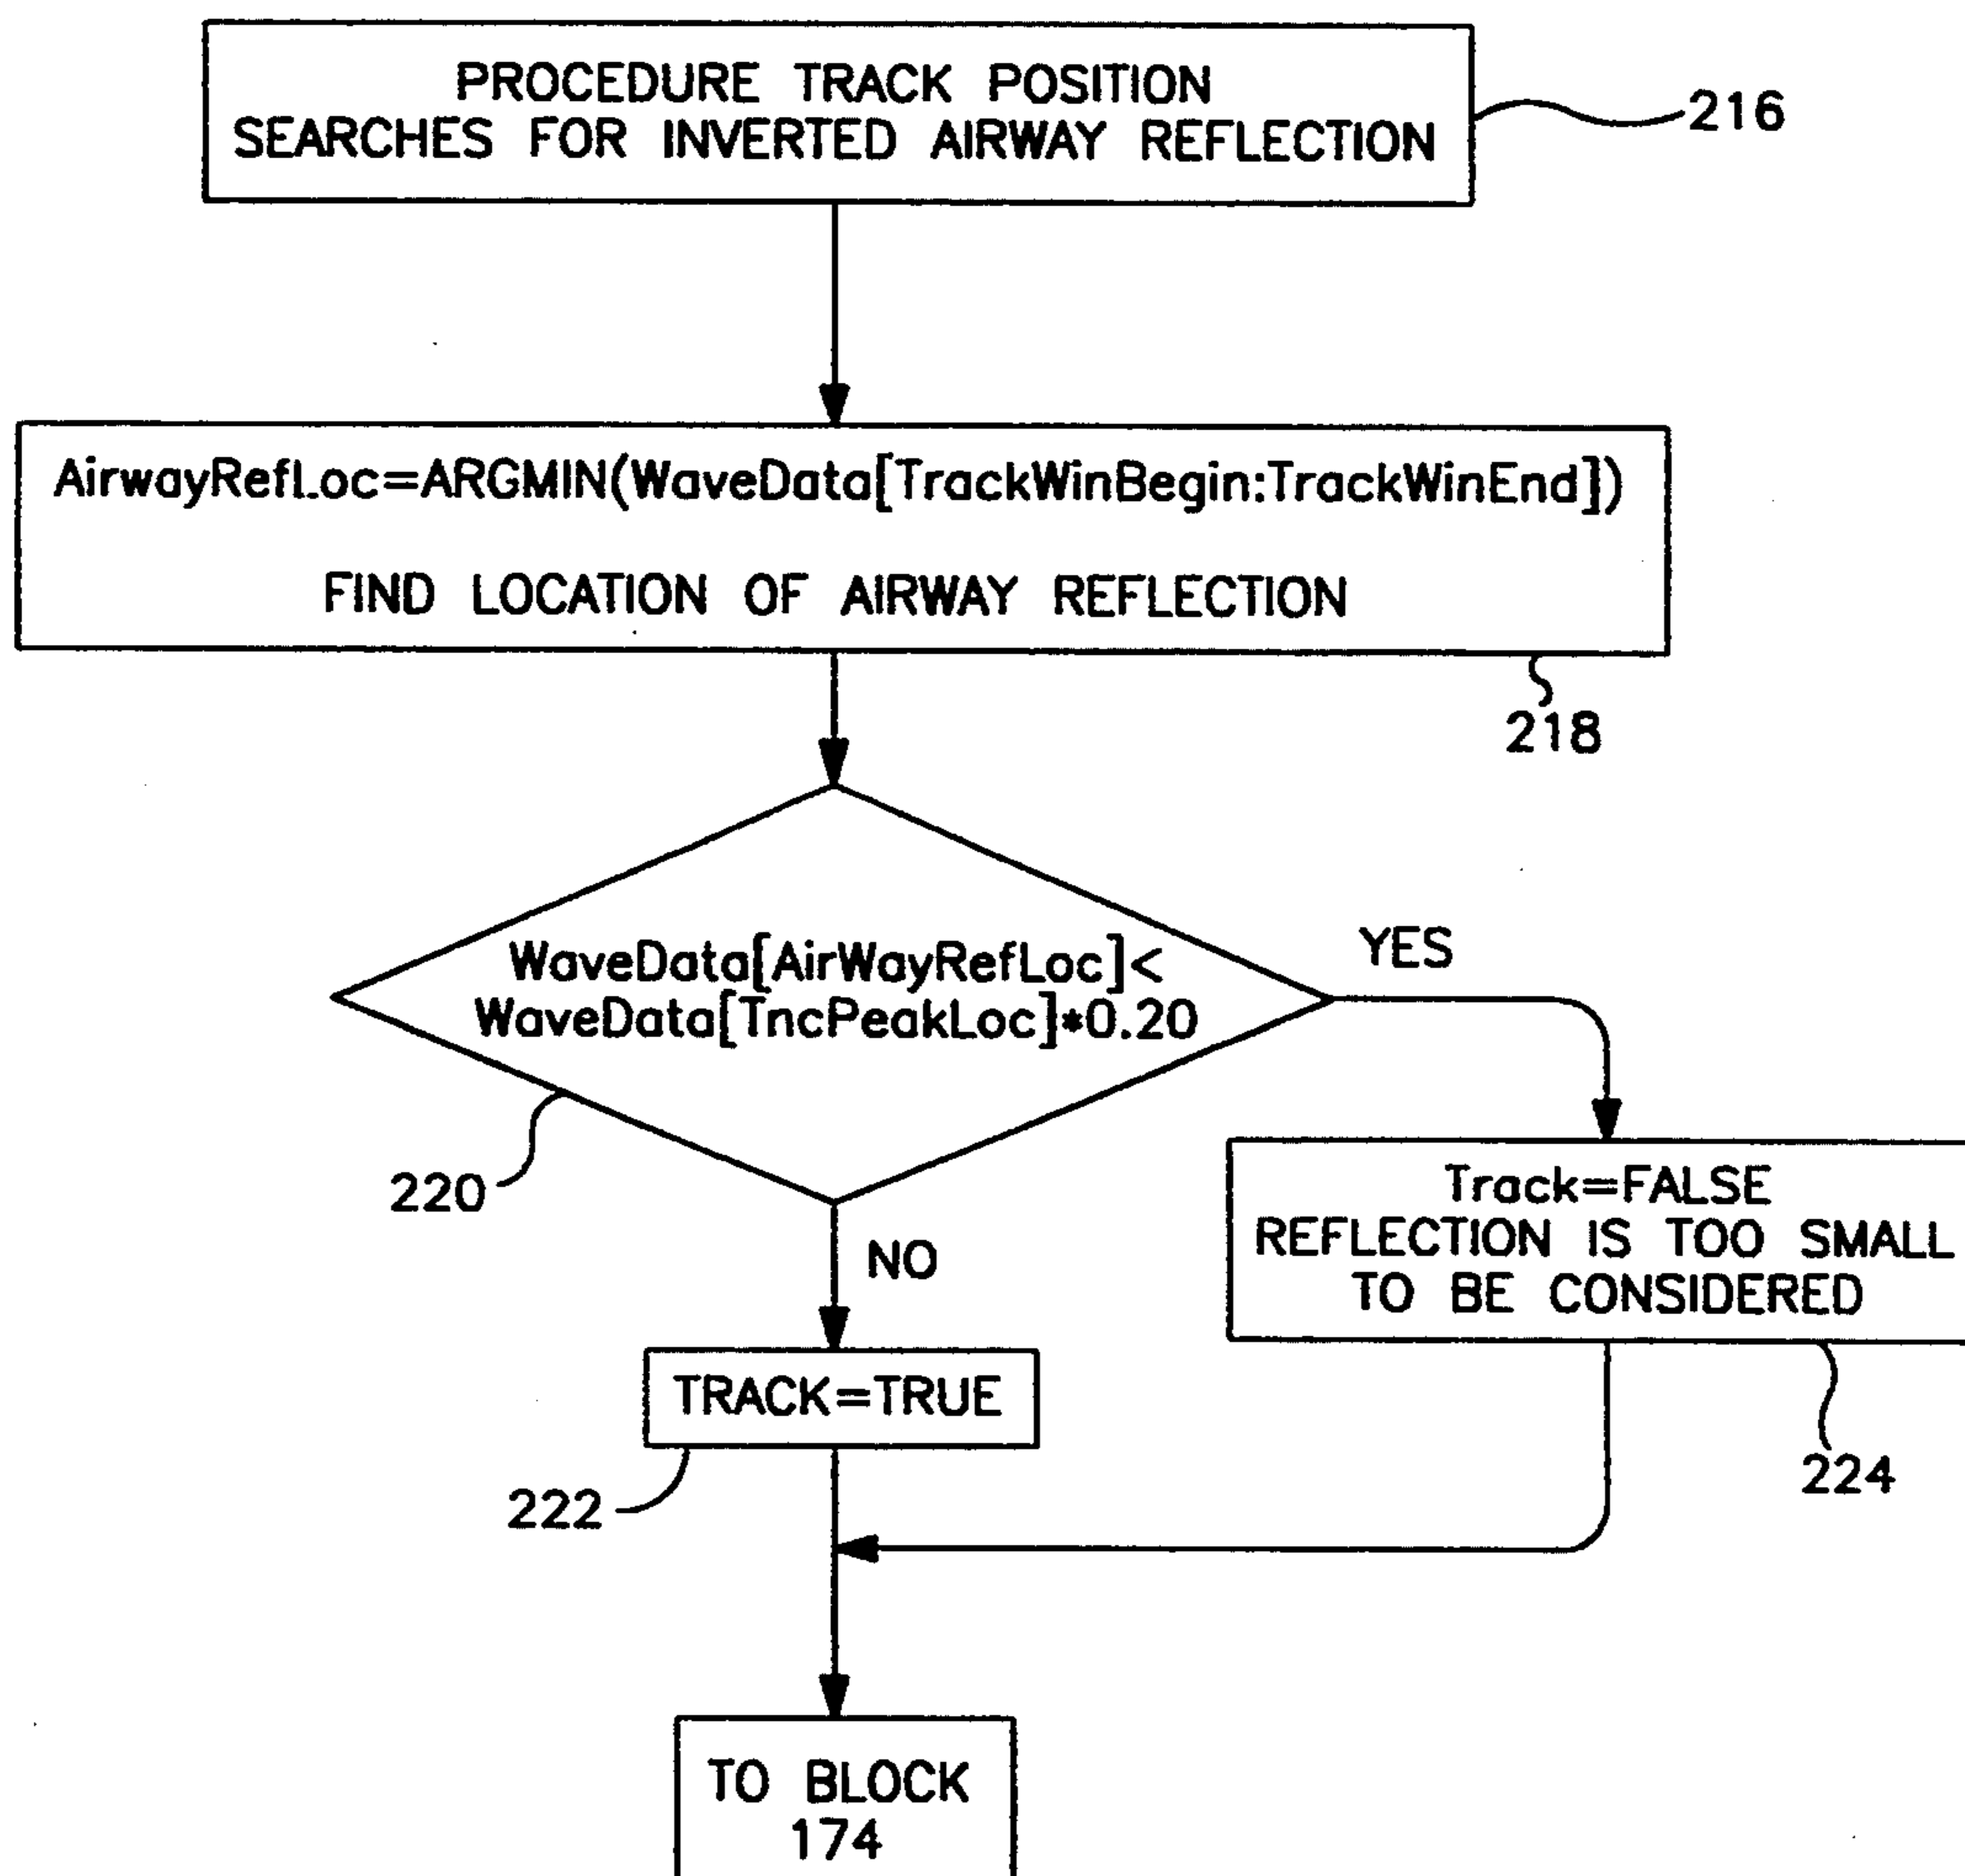 PROCEDURE TRACK POSITION
SEARCHES FOR INVERTED AIRWAY REFLECTION
216
AirwayRefLoc=ARGMIN(WaveData[TrackWinBegin:TrackWinEnd])
FIND LOCATION OF AIRWAY REFLECTION
218
WaveData[AirWayRefLoc]<
WaveData[TncPeakLoc]*0.20
YES
220
NO
Track=FALSE
REFLECTION IS TOO SMALL
TO BE CONSIDERED
TRACK=TRUE
222
224
TO BLOCK
174